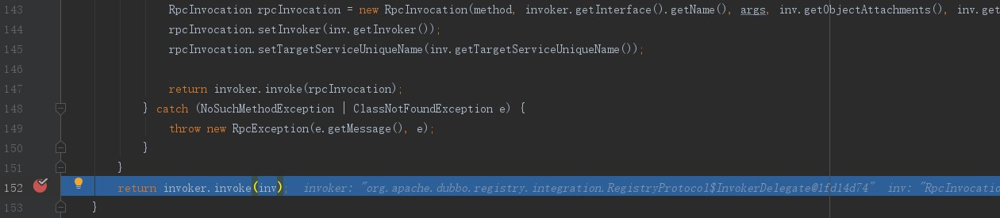 143 RpcInvocation rpcInvocation = new RpcInvocation(method, invoker.getInterface().getName(), args, inv.getObjectAttachments(), inv.get
144 rpcInvocation.setInvoker(inv.getInvoker());
145 rpcInvocation.setTargetServiceUniqueName(inv.getTargetServiceUniqueName());
146
147 return invoker.invoke(rpcInvocation);
148 } catch (NoSuchMethodException | ClassNotFoundException e) {
149 throw new RpcException(e.getMessage(), e);
150 }
151 }
152 return invoker.invoke(inv); invoker: "org.apache.dubbo.registry.integration.RegistryProtocol$InvokerDelegate@1fd14d74" inv: "RpcInvocatio
153 }